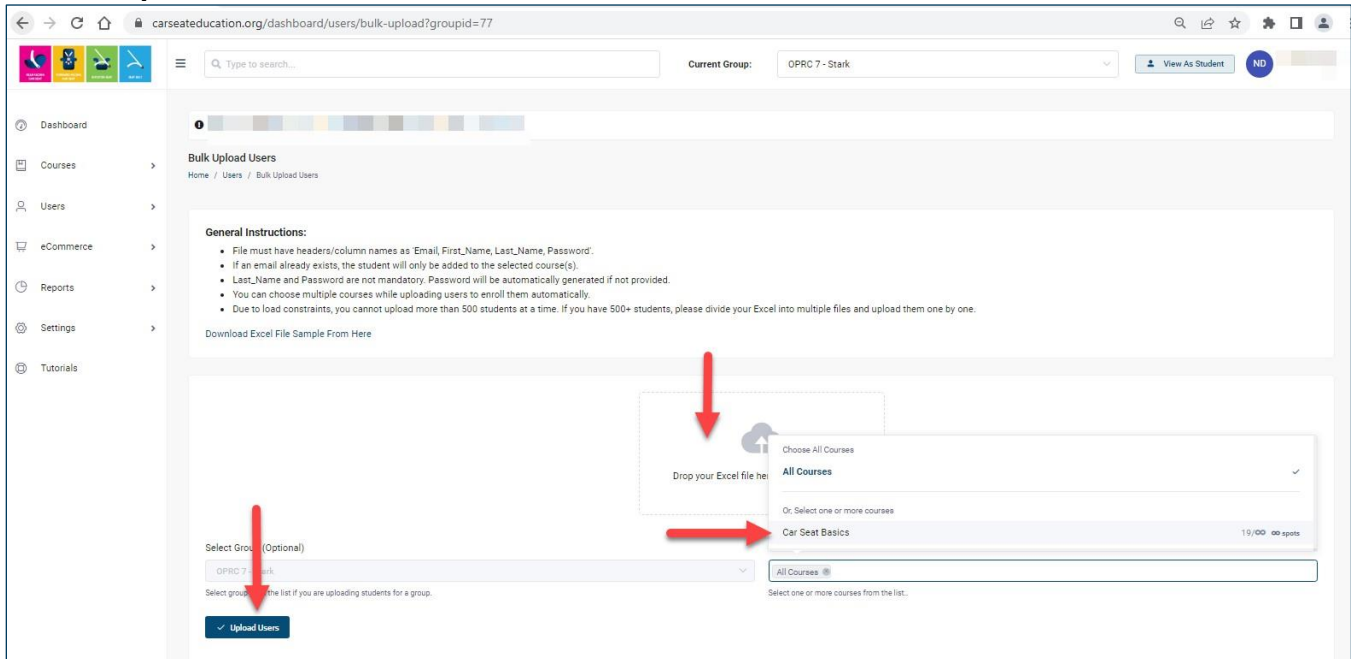 carseateducation.org/dashboard/users/bulk-upload?groupid=77
Type to search...
Current Group:
OPRC 7 - Stark
View As Student
ND
Dashboard
Courses
Users
eCommerce
Reports
Settings
Tutorials
Bulk Upload Users
Home / Users / Bulk Upload Users
General Instructions:
• File must have headers/column names as 'Email, First_Name, Last_Name, Password'.
• If an email already exists, the student will only be added to the selected course(s).
• Last_Name and Password are not mandatory. Password will be automatically generated if not provided.
• You can choose multiple courses while uploading users to enroll them automatically.
• Due to load constraints, you cannot upload more than 500 students at a time. If you have 500+ students, please divide your Excel into multiple files and upload them one by one.
Download Excel File Sample From Here
Drop your Excel file
Choose All Courses
All Courses
Or, Select one or more courses
Car Seat Basics
19/∞ ∞ spots
Select Group (Optional)
OPRC 7
All Courses
Select group the list if you are uploading students for a group.
Select one or more courses from the list..
Upload Users